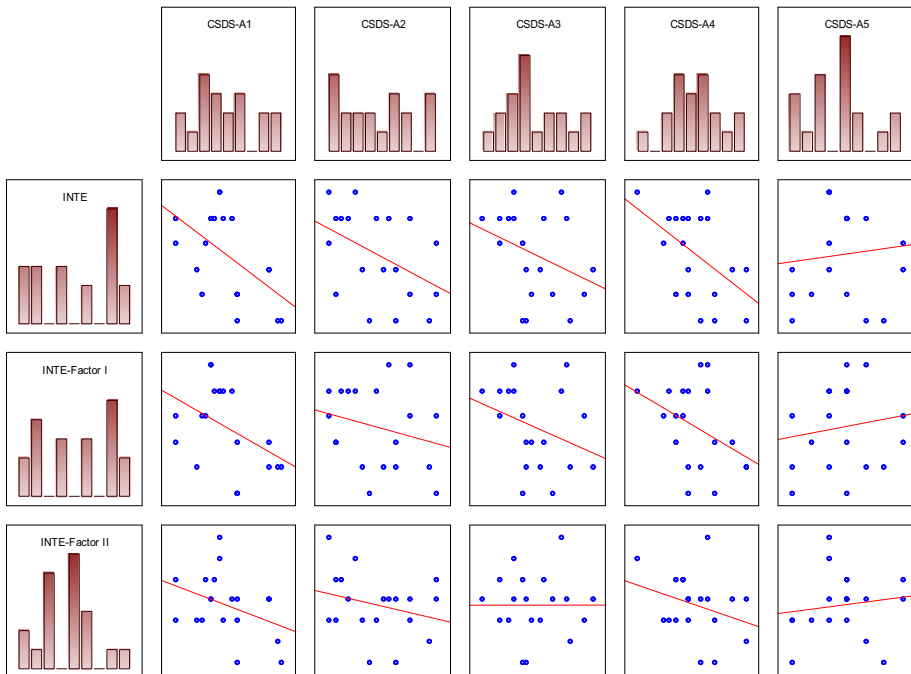 CSDS-A1
CSDS-A2
CSDS-A3
CSDS-A4
CSDS-A5
INTE
INTE-Factor I
INTE-Factor II